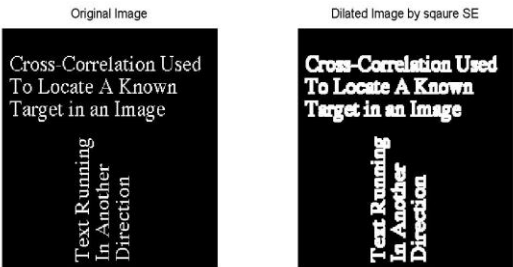 Original Image
Cross-Correlation Used
To Locate A Known
Target in an Image
Text Running
In Another
Direction
Dilated Image by sqaure SE
Cross-Correlation Used
To Locate A Known
Target in an Image
Text Running
In Another
Direction